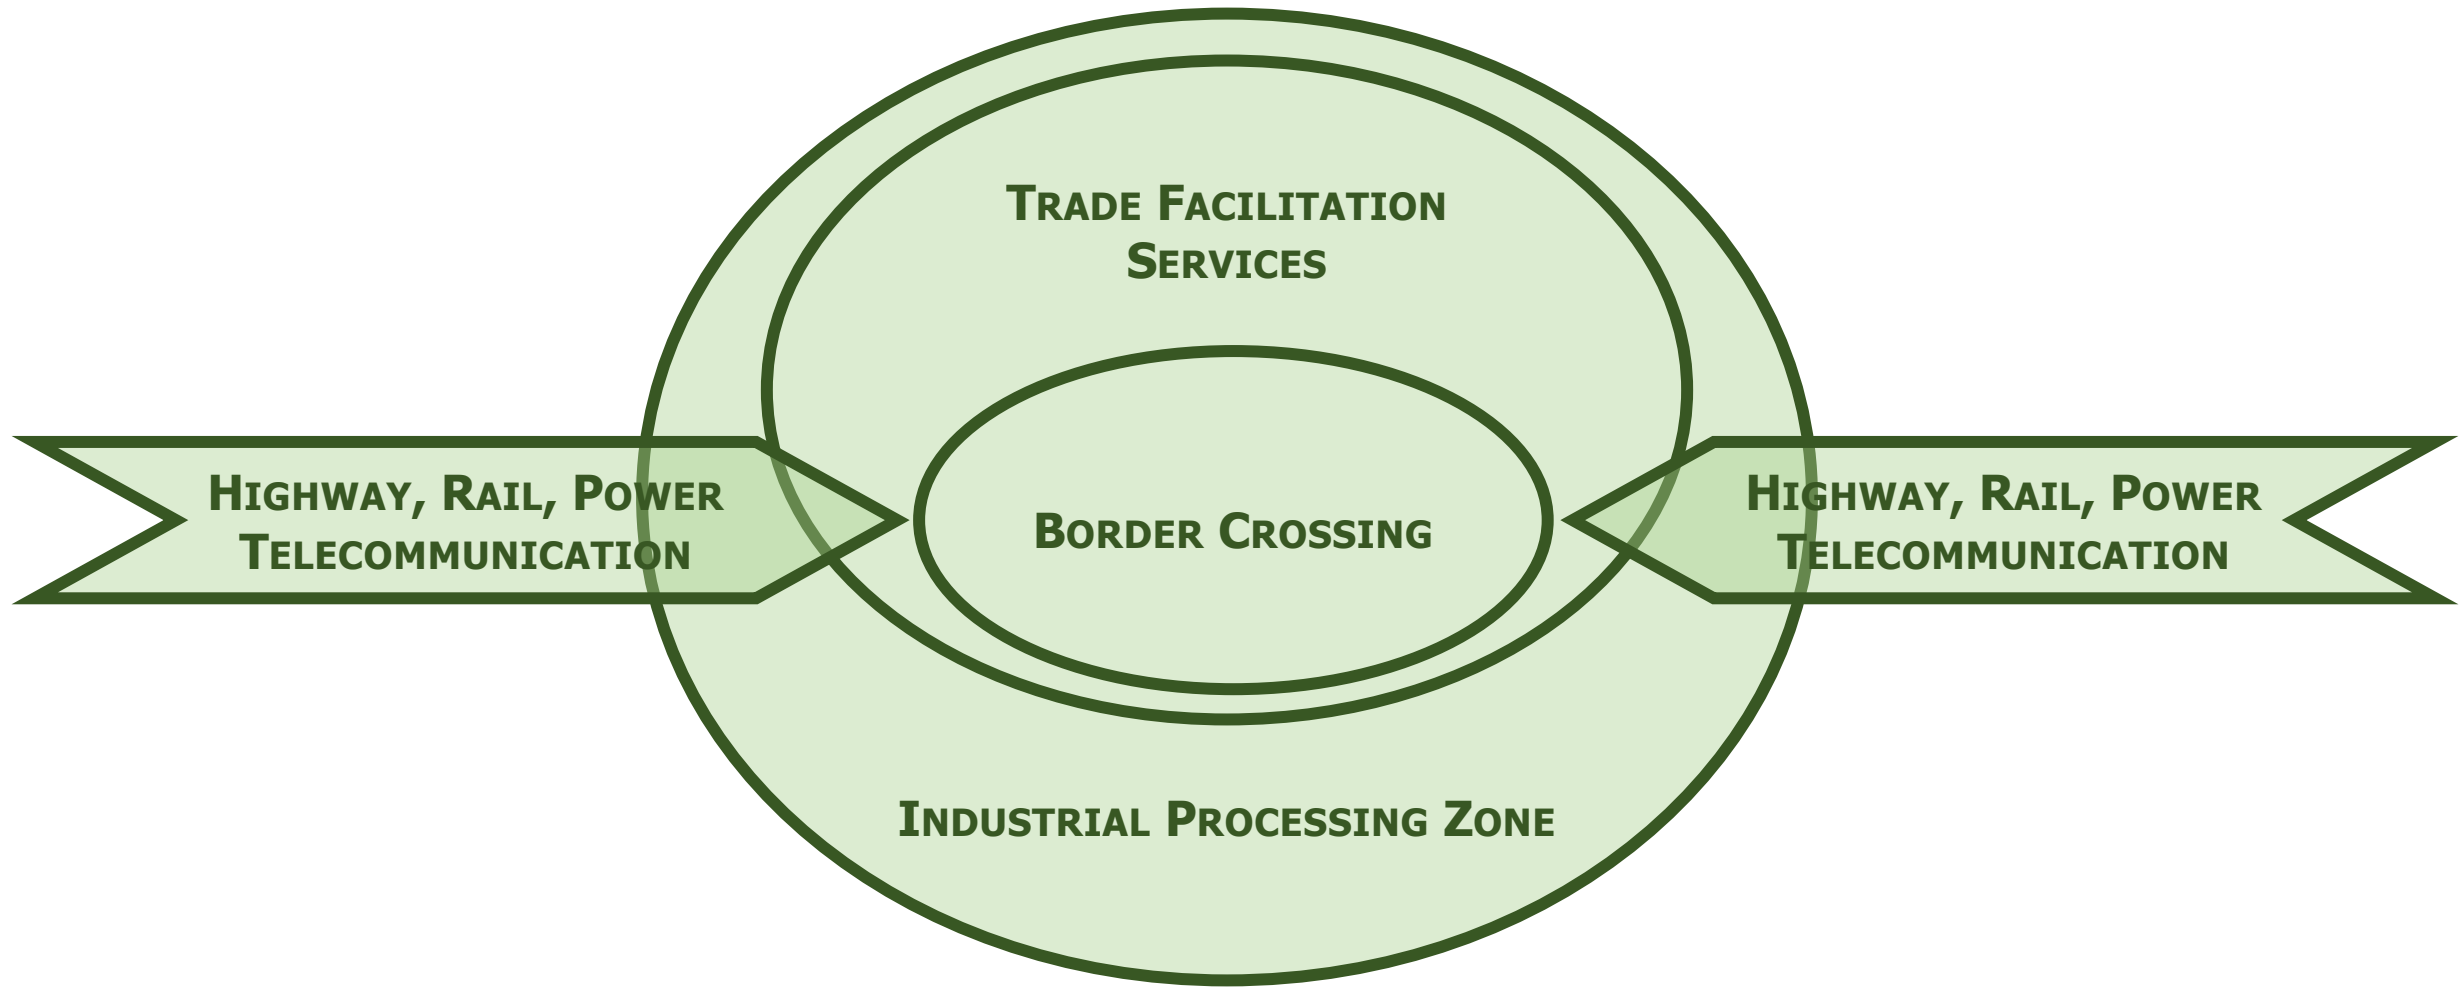 TRADE FACILITATION
SERVICES
HIGHWAY, RAIL, POWER
TELECOMMUNICATION
BORDER CROSSING
HIGHWAY, RAIL, POWER
TELECOMMUNICATION
INDUSTRIAL PROCESSING ZONE